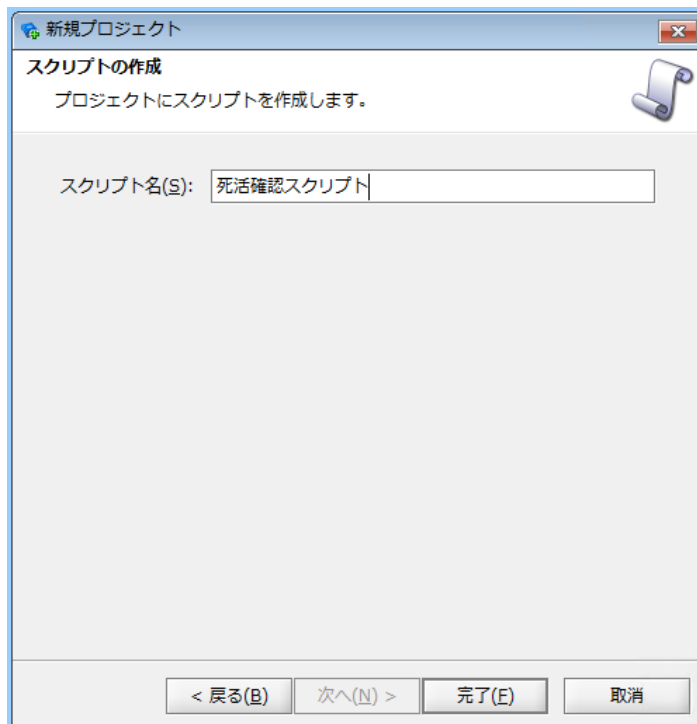 新規プロジェクト
スクリプトの作成
プロジェクトにスクリプトを作成します。
スクリプト名(S): 死活確認スクリプト
< 戻る(B) 次へ(N) > 完了(F) 取消